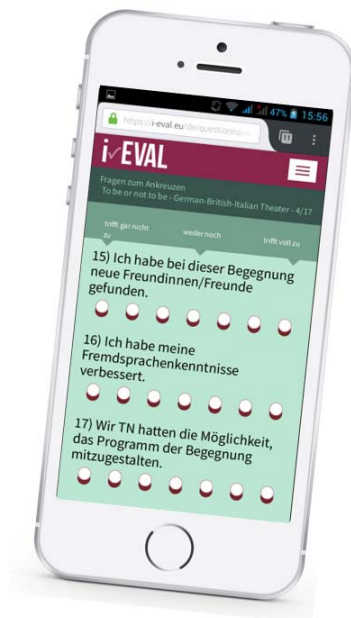 47% 15:56
https://i-eval.eu/de/questionna
11
i-EVAL
Fragen zum Ankreuzen
To be or not to be - German-British-Italian Theater - 4/17
trifft gar nicht
zu
weder noch
trifft voll zu
15) Ich habe bei dieser Begegnung
neue Freundinnen/Freunde
gefunden.
16) Ich habe meine
Fremdsprachenkenntnisse
verbessert.
17) Wir TN hatten die Möglichkeit,
das Programm der Begegnung
mitzugestalten.